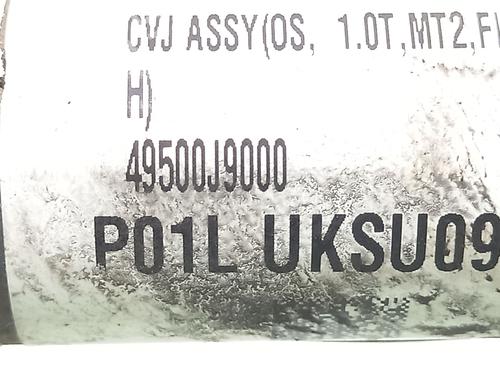 CVJ ASSY(OS, 1.0T,MT2,F
H)
49500J9000
P01L UKSU09